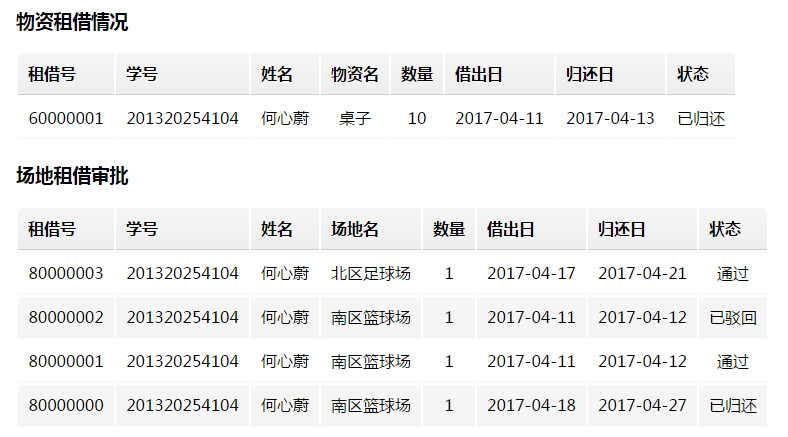 物资租借情况
租借号 学号 姓名 物资名 数量 借出日 归还日 状态
60000001 201320254104 何心蔚 桌子 10 2017-04-11 2017-04-13 已归还
场地租借审批
租借号 学号 姓名 场地名 数量 借出日 归还日 状态
80000003 201320254104 何心蔚 北区足球场 1 2017-04-17 2017-04-21 通过
80000002 201320254104 何心蔚 南区篮球场 1 2017-04-11 2017-04-12 已驳回
80000001 201320254104 何心蔚 南区篮球场 1 2017-04-11 2017-04-12 通过
80000000 201320254104 何心蔚 南区篮球场 1 2017-04-18 2017-04-27 已归还